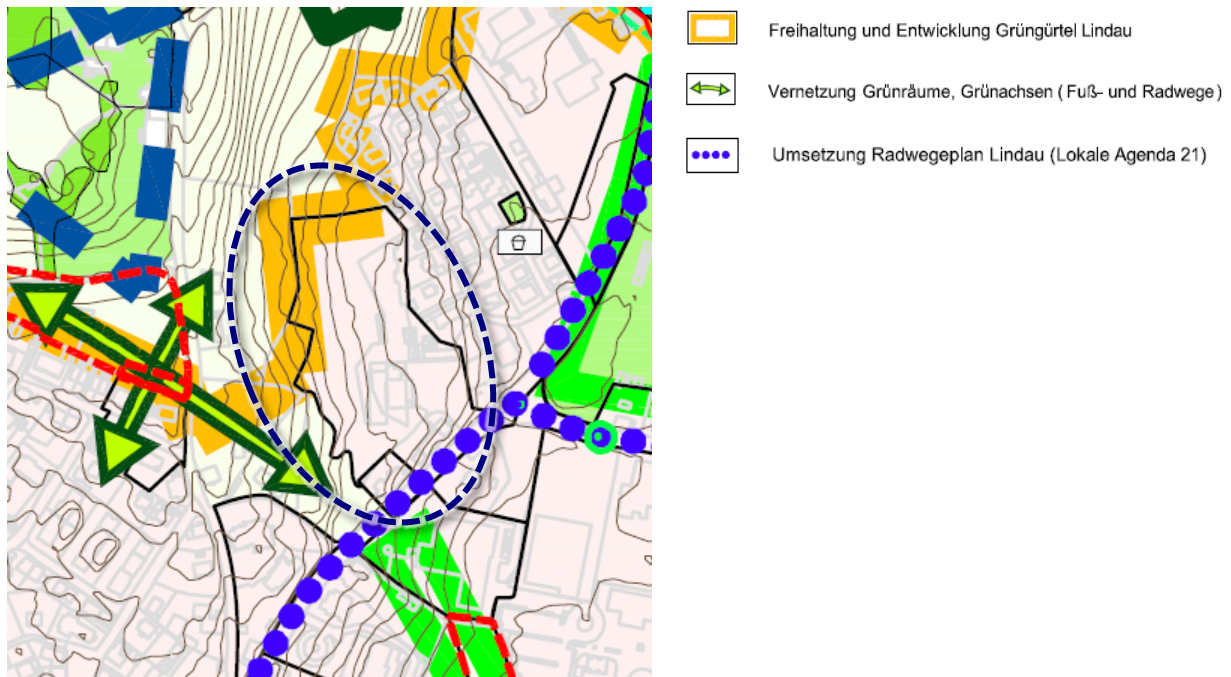 Freihaltung und Entwicklung Grüngürtel Lindau
Vernetzung Grünräume, Grünachsen ( Fuß- und Radwege )
Umsetzung Radwegeplan Lindau (Lokale Agenda 21)